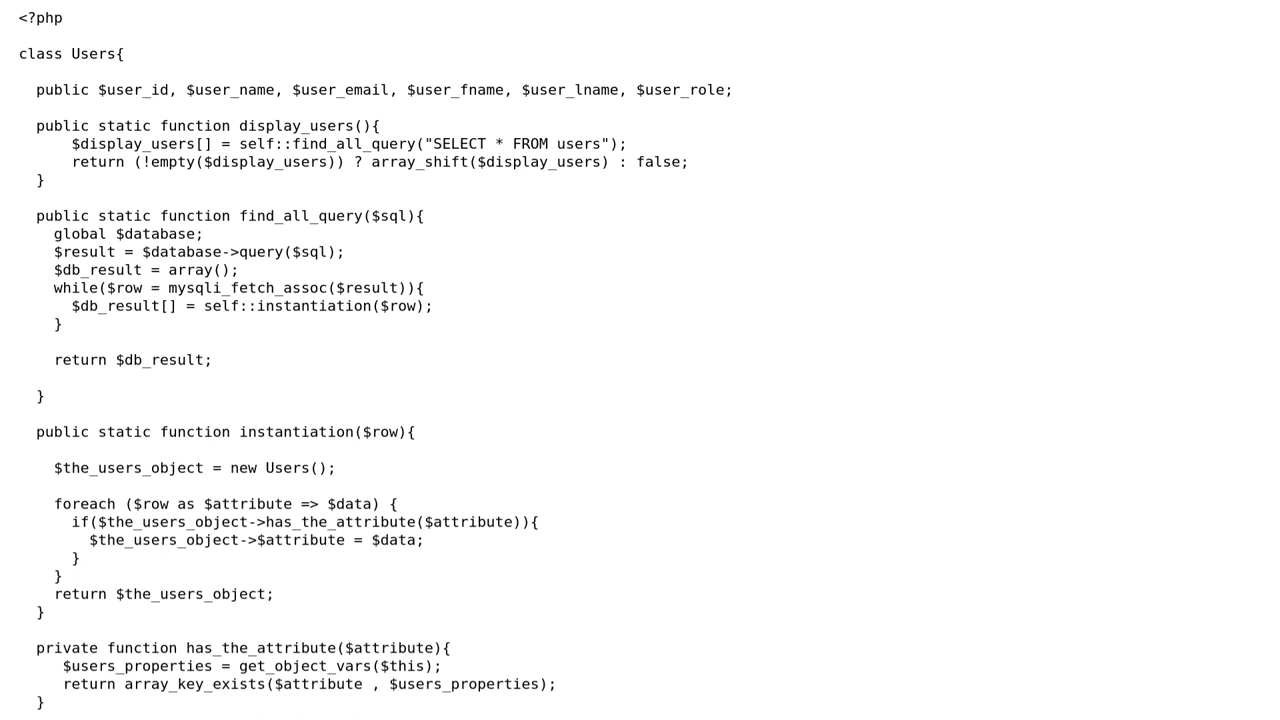 <?php
class Users{
public $user_id, $user_name, $user_email, $user_fname, $user_lname, $user_role;
public static function display_users(){
$display_users[] = self::find_all_query("SELECT * FROM users");
return (!empty($display_users)) ? array_shift($display_users) : false;
}
public static function find_all_query($sql){
global $database;
$result = $database->query($sql);
$db_result = array();
while($row = mysqli_fetch_assoc($result)){
$db_result[] = self::instantiation($row);
}
return $db_result;
}
public static function instantiation($row){
$the_users_object = new Users();
foreach ($row as $attribute => $data) {
if($the_users_object->has_the_attribute($attribute)){
$the_users_object->$attribute = $data;
}
}
return $the_users_object;
}
private function has_the_attribute($attribute){
$users_properties = get_object_vars($this);
return array_key_exists($attribute , $users_properties);
}